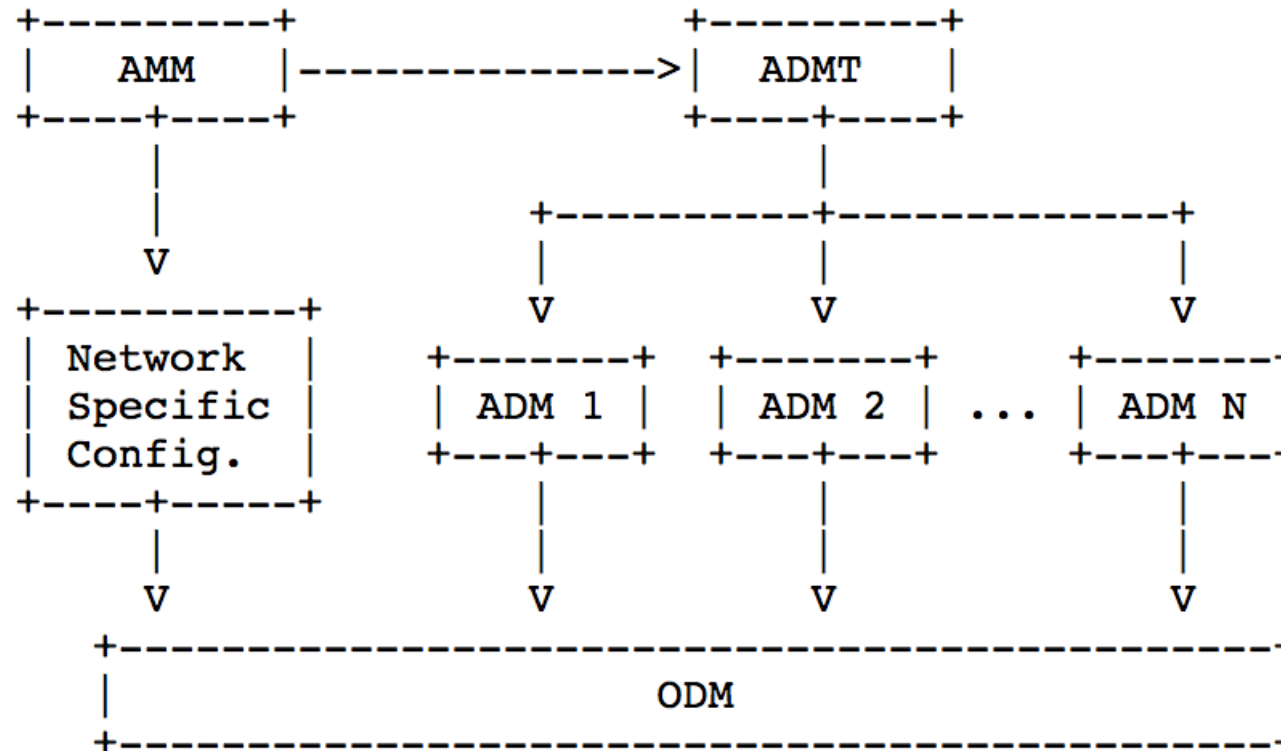 +---------+                       +---------+
|   AMM   |-------------->|   ADMT   |
+----+----+                       +----+----+
|                                 |
|               +-----------+-------------+
V               |           |             |
+----------+    V           V             V
| Network  |    +-------+   +-------+     +-------+
| Specific |    | ADM 1 |   | ADM 2 | ... | ADM N
| Config.  |    +---+---+   +---+---+     +---+---+
+----+-----+    |           |             |
|               |           |             |
V               V           V             V
+---------------------------------------------+
|                     ODM
+---------------------------------------------+